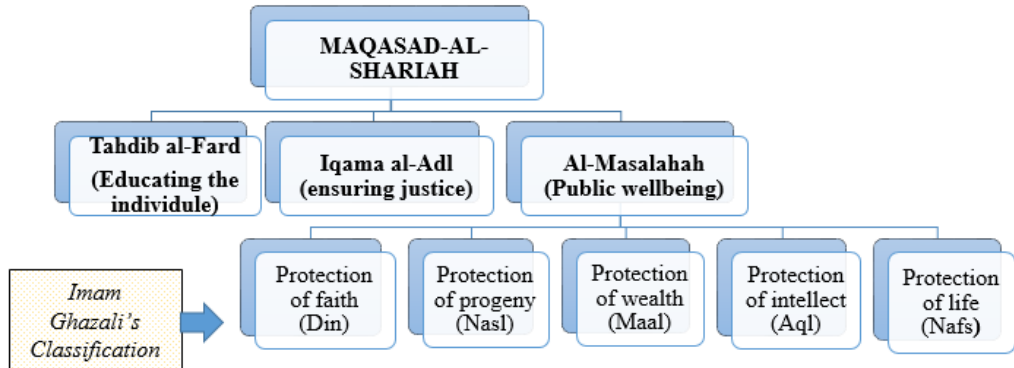 MAQASAD-AL-
SHARIAH
Tahdib al-Fard
(Educating the
individule)
Iqama al-Adl
(ensuring justice)
Al-Masalahah
(Public wellbeing)
Imam
Ghazali's
Classification
Protection
of faith
(Din)
Protection
of progeny
(Nasl)
Protection
of wealth
(Maal)
Protection
of intellect
(Aql)
Protection
of life
(Nafs)